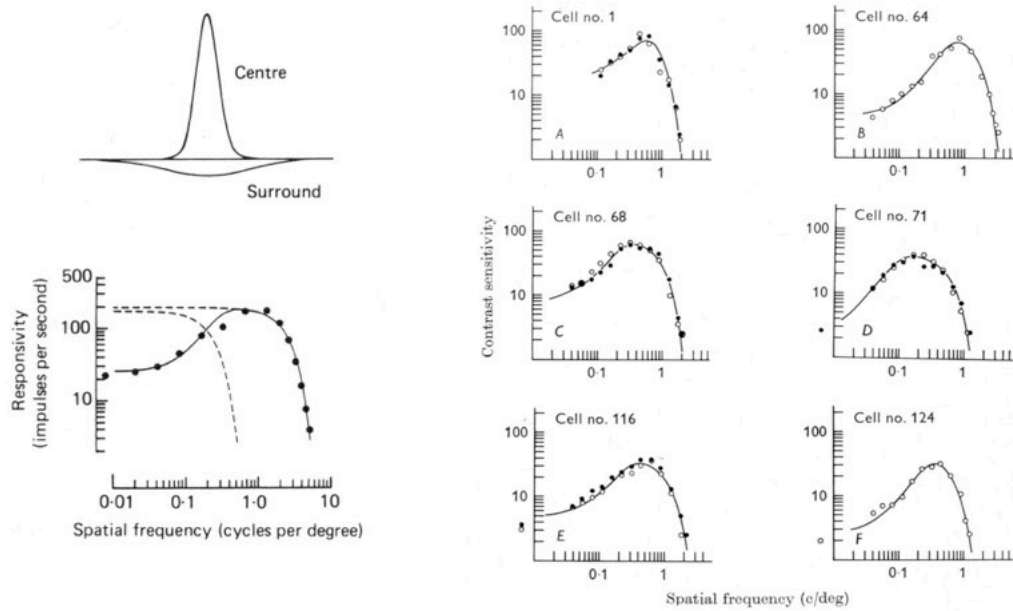 Centre
Surround
500
100
10
Responsivity
(impulses per second)
0·01 0·1 1·0 10
Spatial frequency (cycles per degree)
Cell no. 1
100
10
A
0·1 1
Cell no. 64
100
10
B
0·1 1
Contrast sensitivity
Cell no. 68
100
10
C
0·1 1
Cell no. 71
100
10
D
0·1 1
Cell no. 116
100
10
E
0·1 1
Cell no. 124
100
10
F
0·1 1
Spatial frequency (c/deg)